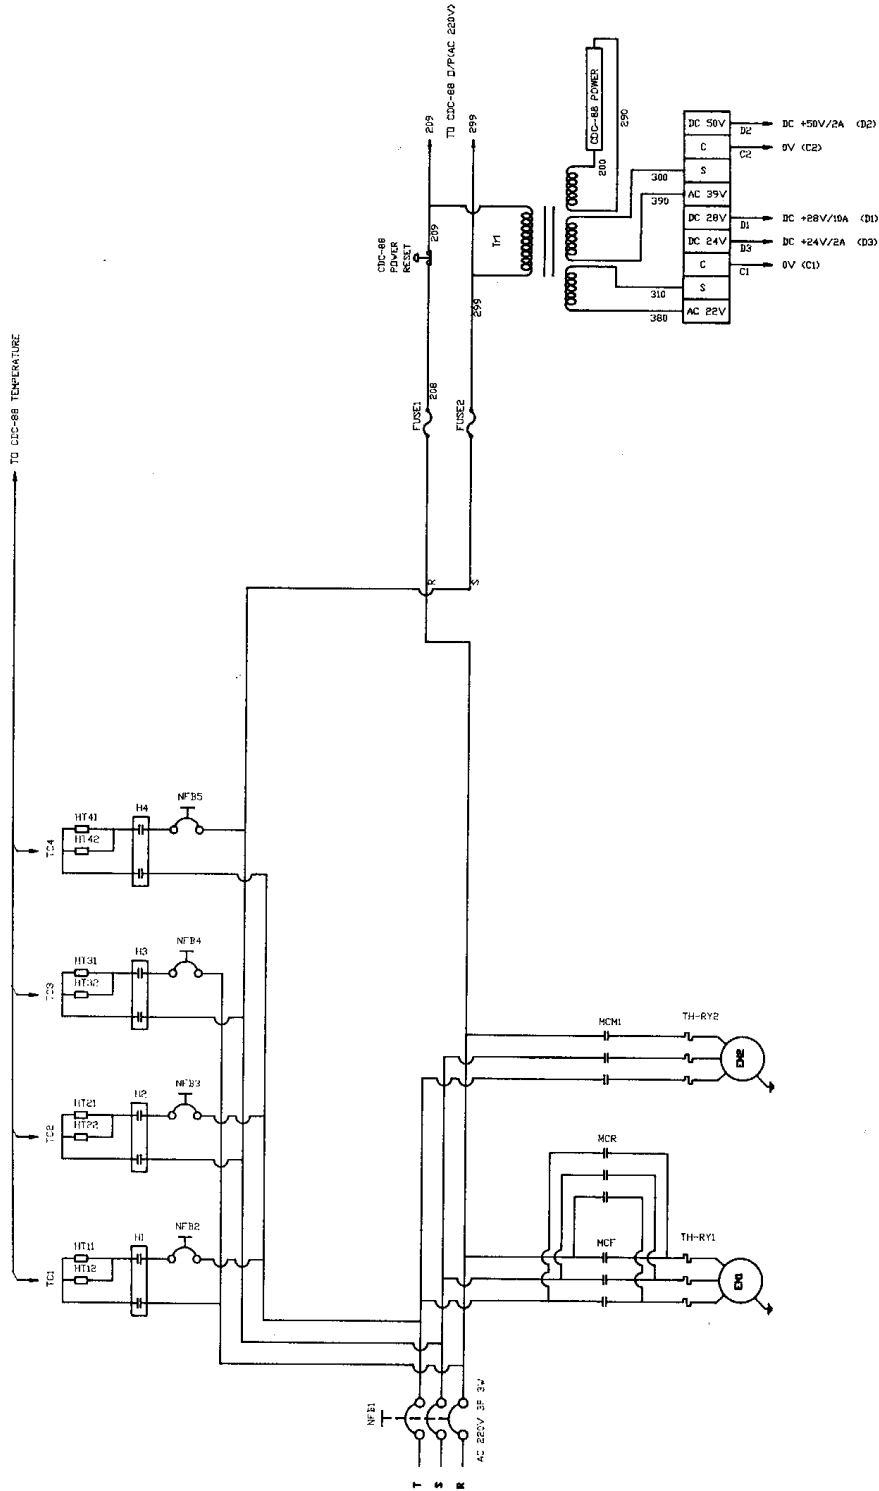 TO CDC-88 TEMPERATURE
TC4
HT41
HT42
H4
NFB5
TC3
HT31
HT32
H3
NFB4
TC2
HT21
HT22
H2
NFB3
TC1
HT11
HT12
H1
NFB2
TO CDC-88 O/P(AC 220V)
209
299
CDC-88
POWER
RESET
209
299
208
FUSE1
FUSE2
R
S
TM1
CDC-88 POWER
200
290
300
390
310
380
DC 50V
C
S
AC 39V
DC 28V
DC 24V
C
S
AC 22V
D2
C2
D1
D3
C1
DC +50V/2A (D2)
0V (C2)
DC +28V/10A (D1)
DC +24V/2A (D3)
0V (C1)
MCM1
TH-RY2
EM2
MCR
MCF
TH-RY1
EM1
NFB1
AC 220V 3P 3W
T
S
R